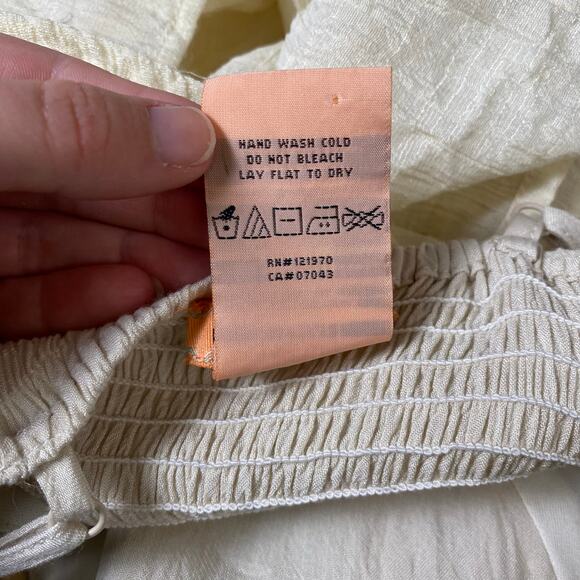 HAND WASH COLD
DO NOT BLEACH
LAY FLAT TO DRY
RN#121970
CA#07043